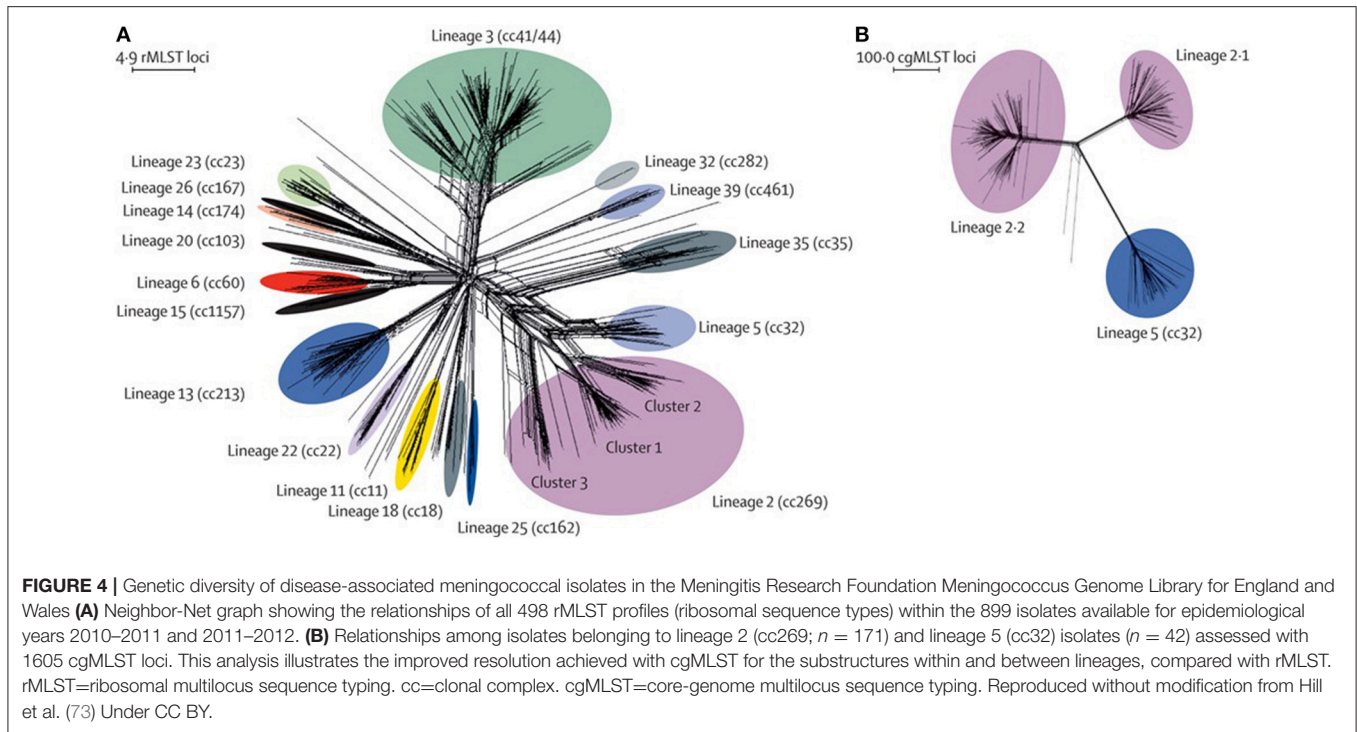 A
4·9 rMLST loci
Lineage 3 (cc41/44)
Lineage 23 (cc23)
Lineage 26 (cc167)
Lineage 14 (cc174)
Lineage 20 (cc103)
Lineage 6 (cc60)
Lineage 15 (cc1157)
Lineage 13 (cc213)
Lineage 22 (cc22)
Lineage 11 (cc11)
Lineage 18 (cc18)
Lineage 25 (cc162)
Lineage 32 (cc282)
Lineage 39 (cc461)
Lineage 35 (cc35)
Lineage 5 (cc32)
Cluster 2
Cluster 1
Cluster 3
Lineage 2 (cc269)
B
100·0 cgMLST loci
Lineage 2·1
Lineage 2·2
Lineage 5 (cc32)
FIGURE 4 | Genetic diversity of disease-associated meningococcal isolates in the Meningitis Research Foundation Meningococcus Genome Library for England and
Wales (A) Neighbor-Net graph showing the relationships of all 498 rMLST profiles (ribosomal sequence types) within the 899 isolates available for epidemiological
years 2010–2011 and 2011–2012. (B) Relationships among isolates belonging to lineage 2 (cc269; n = 171) and lineage 5 (cc32) isolates (n = 42) assessed with
1605 cgMLST loci. This analysis illustrates the improved resolution achieved with cgMLST for the substructures within and between lineages, compared with rMLST.
rMLST=ribosomal multilocus sequence typing. cc=clonal complex. cgMLST=core-genome multilocus sequence typing. Reproduced without modification from Hill
et al. (73) Under CC BY.